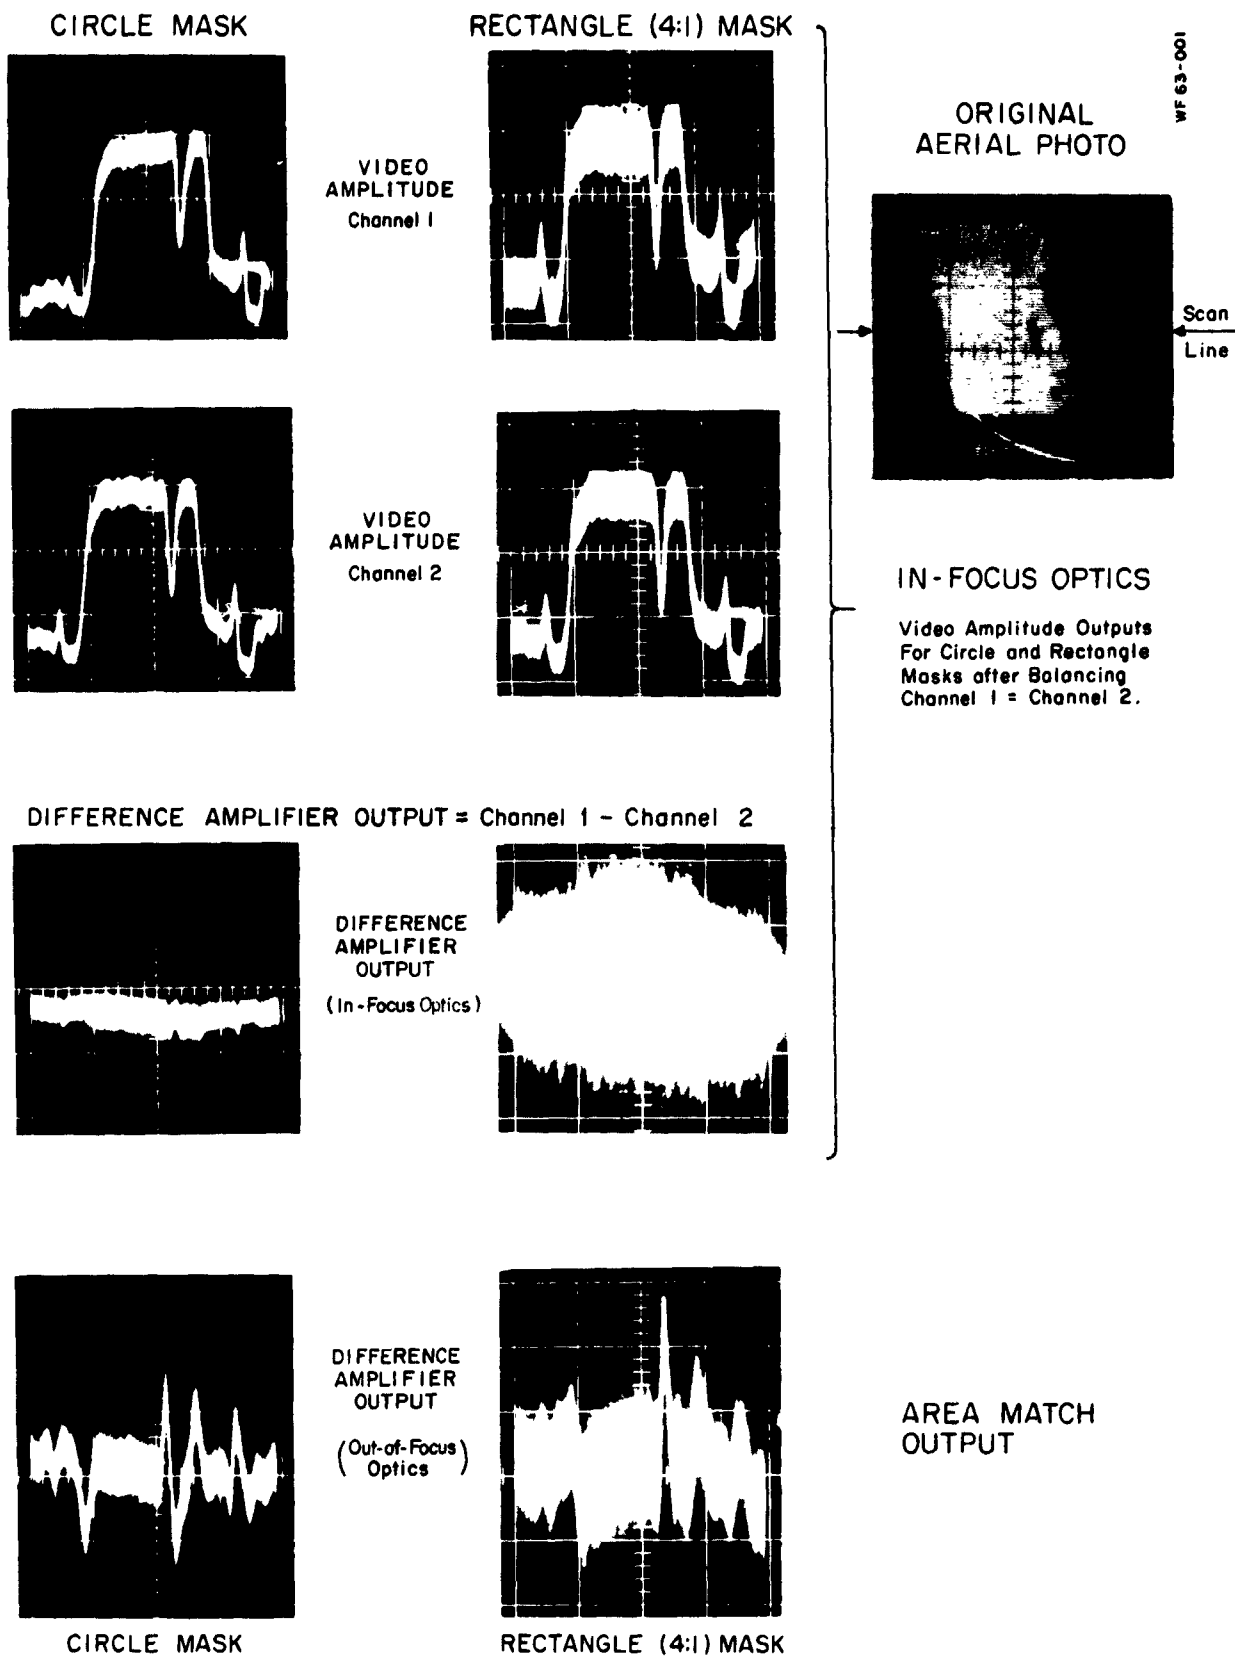 CIRCLE MASK
RECTANGLE (4:1) MASK
WF 63-001
ORIGINAL
AERIAL PHOTO
VIDEO
AMPLITUDE
Channel 1
Scan
Line
VIDEO
AMPLITUDE
Channel 2
IN-FOCUS OPTICS
Video Amplitude Outputs
For Circle and Rectangle
Masks after Balancing
Channel 1 = Channel 2.
DIFFERENCE AMPLIFIER OUTPUT = Channel 1 - Channel 2
DIFFERENCE
AMPLIFIER
OUTPUT
(In-Focus Optics)
DIFFERENCE
AMPLIFIER
OUTPUT
(Out-of-Focus
Optics)
AREA MATCH
OUTPUT
CIRCLE MASK
RECTANGLE (4:1) MASK